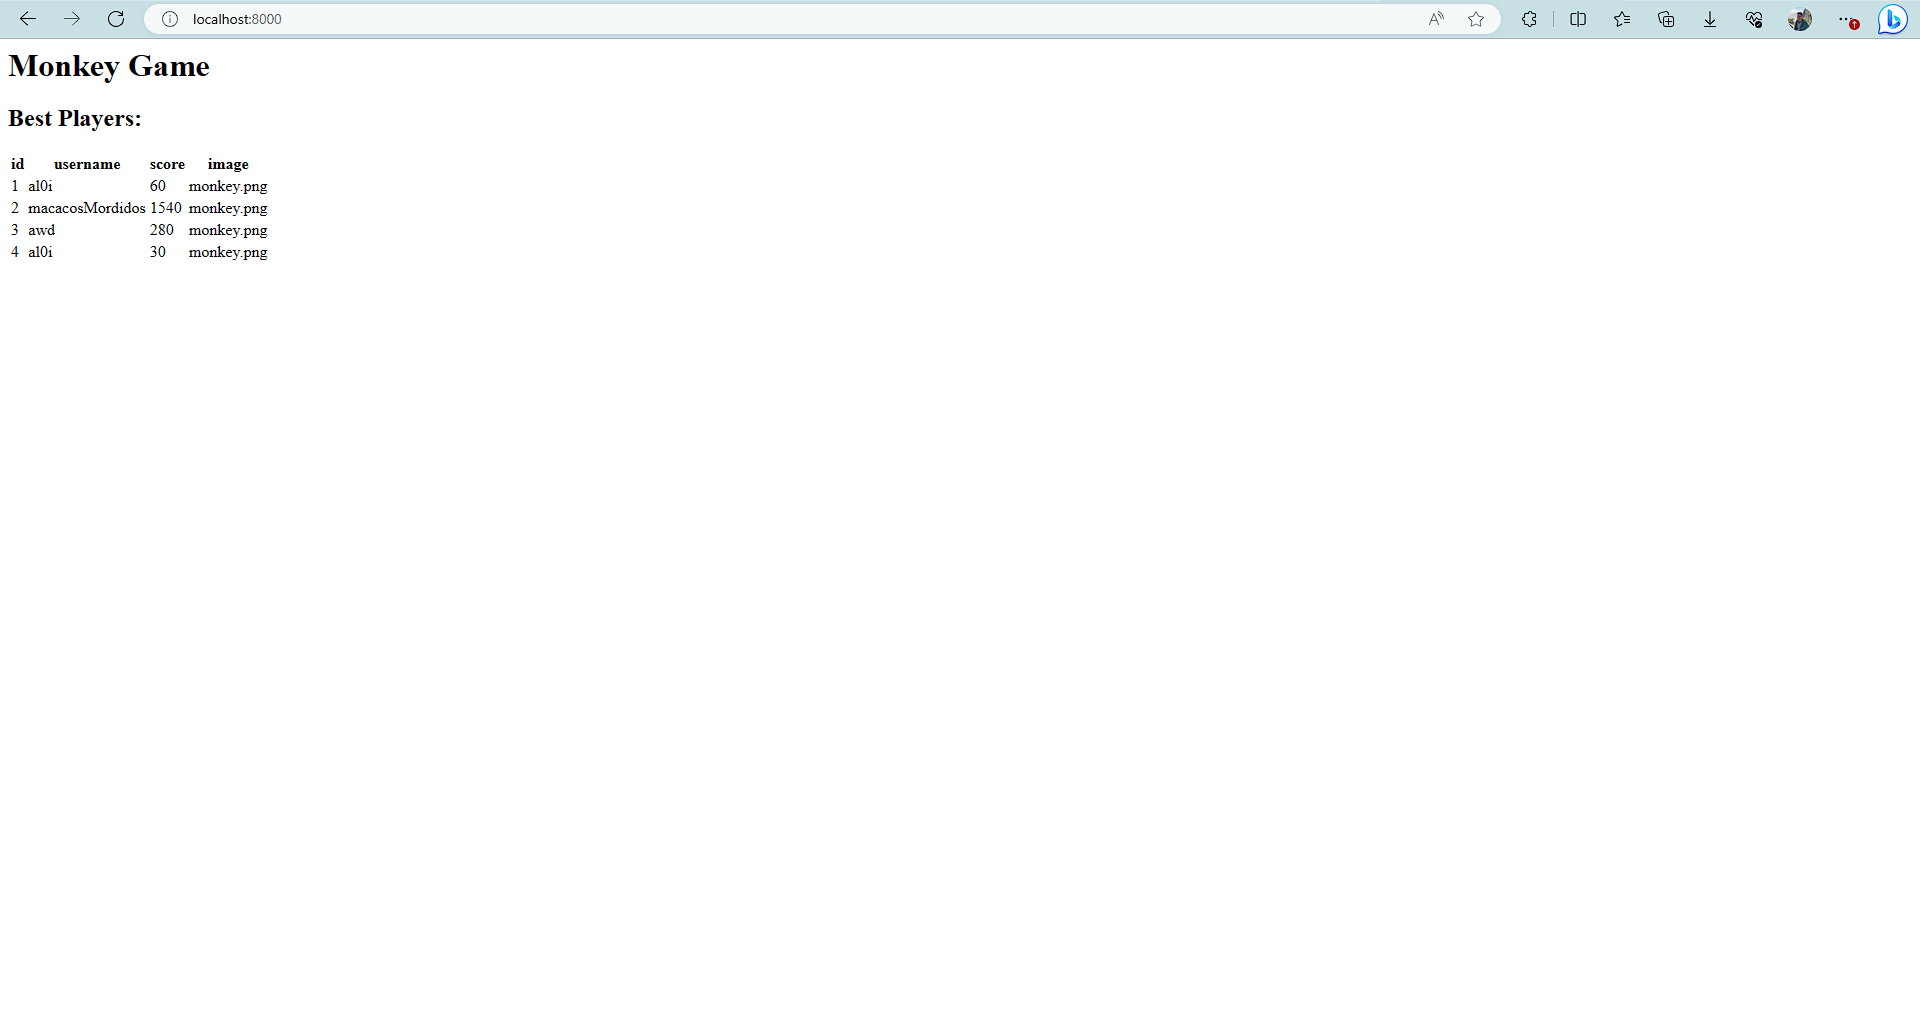 localhost:8000
Monkey Game
Best Players:
id username score image
1 al0i 60 monkey.png
2 macacosMordidos 1540 monkey.png
3 awd 280 monkey.png
4 al0i 30 monkey.png